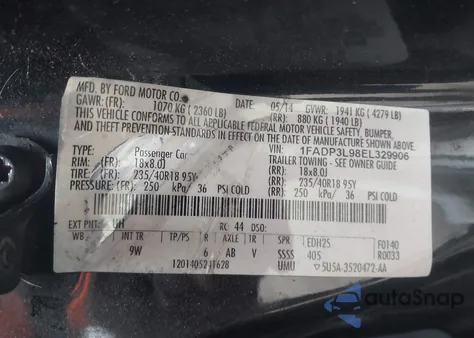 MFD. BY FORD MOTOR CO.
DATE: 05/14 GVWR: 1941 KG (4279 LB)
GAWR: (FR): 1070 KG (2360 LB) (RR): 880 KG (1940 LB)
THIS VEHICLE CONFORMS TO ALL APPLICABLE FEDERAL MOTOR VEHICLE SAFETY, BUMPER,
AND THEFT PREVENTION STANDARDS IN EFFECT ON THE DATE OF MANUFACTURE SHOWN ABOVE.
VIN: 1FADP3L98EL329906
TYPE: Passenger Car TRAILER TOWING - SEE OWNER GUIDE
RIM: (FR): 18x8.0J (RR): 18x8.0J
TIRE: (FR): 235/40R18 95Y (RR): 235/40R18 95Y
PRESSURE: (FR): 250 kPa/ 36 PSI COLD (RR): 250 kPa/ 36 PSI COLD
EXT PNT: UH RC: 44 DSO:
WB INT TR TP/PS R AXLE TR SPR EDH2S F0140
9W 6 AB V SSSS 405 R0033
1201405241628 UMU 5U5A-3520472-AA
AutoSnap